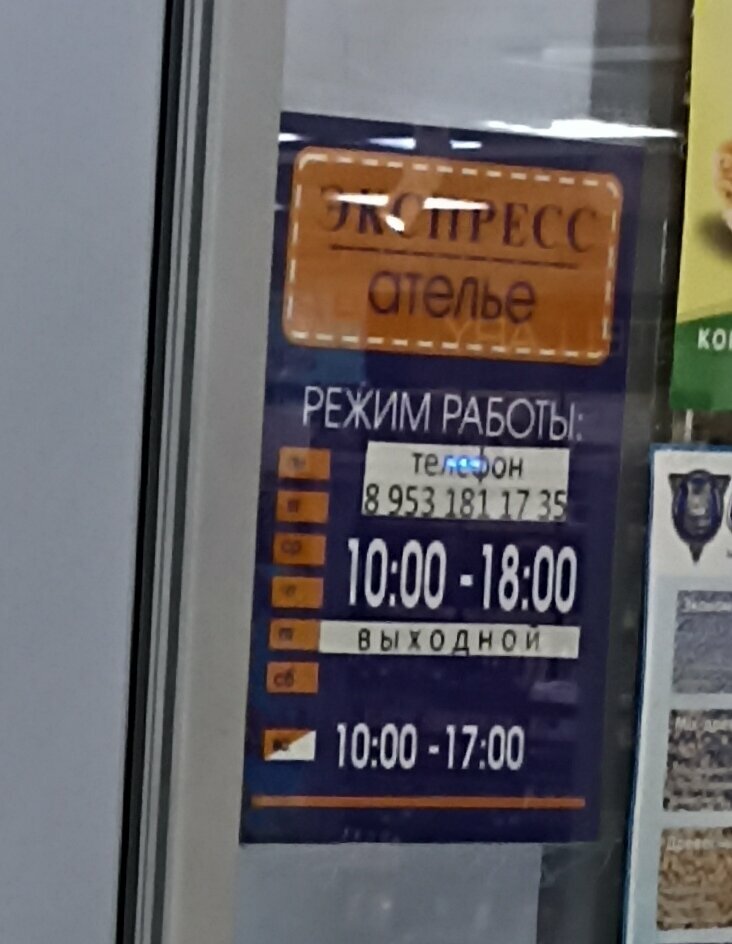 ЭКСПРЕСС
ателье
РЕЖИМ РАБОТЫ:
телефон
8 953 181 17 35
ср
10:00 -18:00
выходной
сб
10:00 -17:00